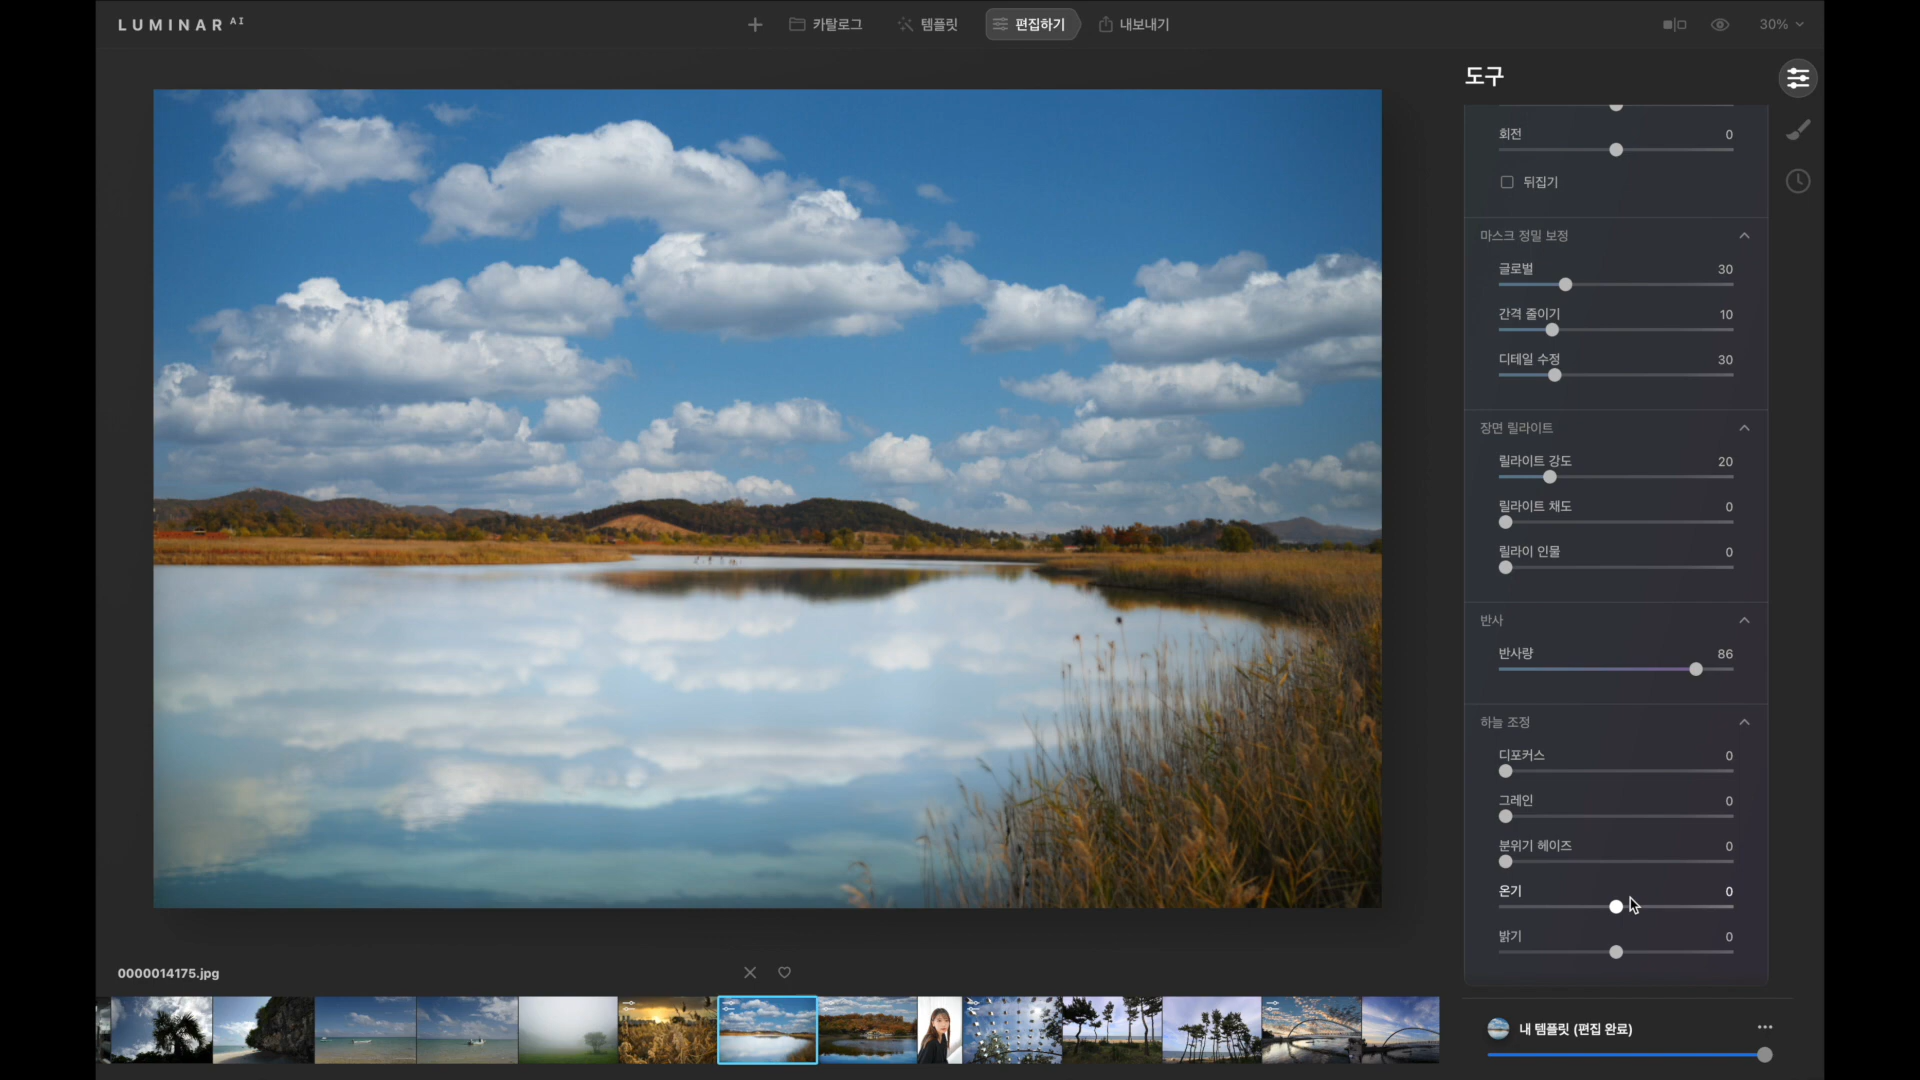 LUMINAR AI
카탈로그
템플릿
편집하기
내보내기
30%
도구
회전 0
뒤집기
마스크 정밀 보정
글로벌 30
간격 줄이기 10
디테일 수정 30
장면 릴라이트
릴라이트 강도 20
릴라이트 채도 0
릴라이 인물 0
반사
반사량 86
하늘 조정
디포커스 0
그레인 0
분위기 헤이즈 0
온기 0
밝기 0
0000014175.jpg
내 템플릿 (편집 완료)